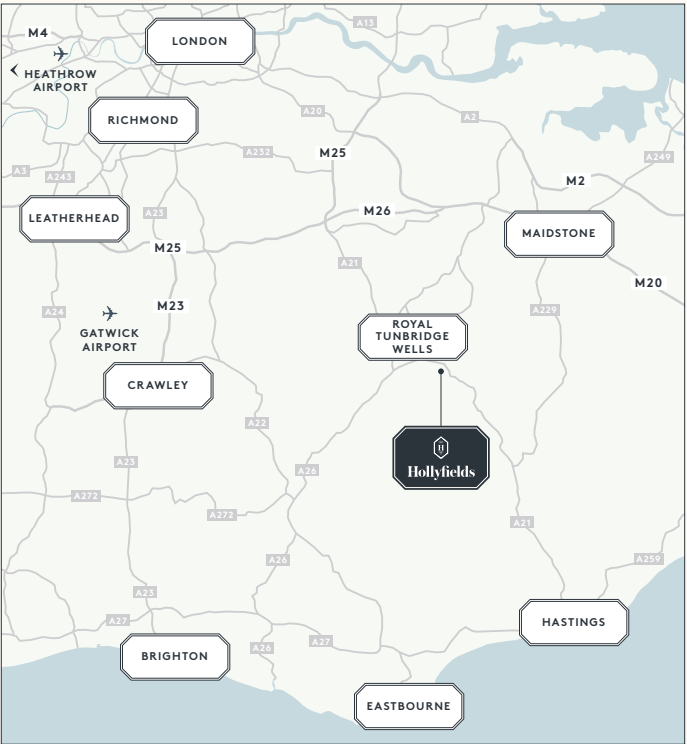 A13
M4
LONDON
HEATHROW
AIRPORT
RICHMOND
A20
A2
A232
M25
A249
A3
A243
M2
LEATHERHEAD
A23
M26
MAIDSTONE
M25
A21
M20
A24
M23
A229
GATWICK
AIRPORT
ROYAL
TUNBRIDGE
WELLS
CRAWLEY
A22
H
Hollyfields
A23
A26
A272
A272
A21
A26
A259
A23
A27
HASTINGS
A27
A26
BRIGHTON
EASTBOURNE